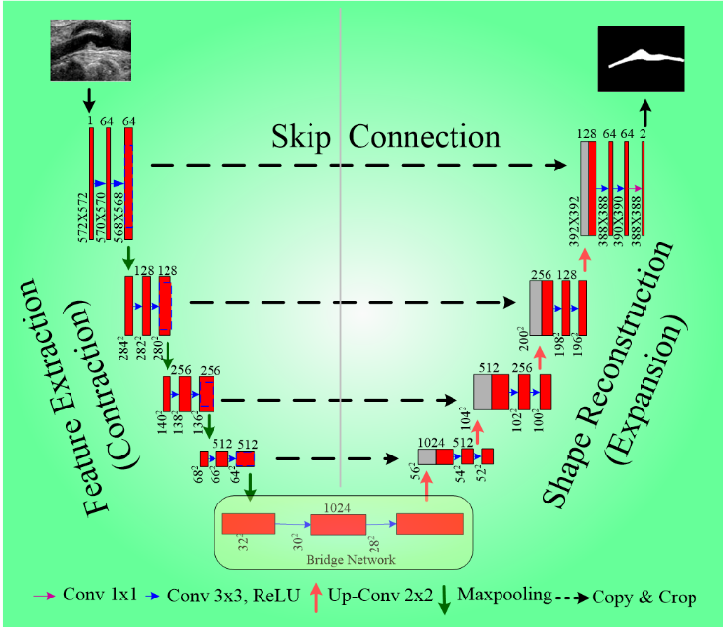 1 64 64
128 64 64 2
Skip Connection
572X572
570X570
568X568
392X392
388X388
390X390
388X388
128 128
256 128
284²
282²
280²
200²
198²
196²
Feature Extraction
(Contraction)
Shape Reconstruction
(Expansion)
256 256
512 256
140²
138²
136²
104²
102²
100²
512 512
1024 512
68²
66²
64²
56²
54²
52²
1024
32²
30²
28²
Bridge Network
Conv 1x1 Conv 3x3, ReLU Up-Conv 2x2 Maxpooling Copy & Crop